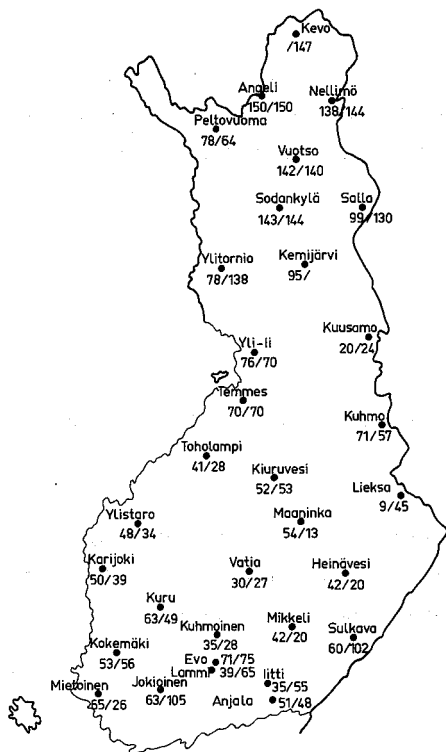 Kevo
/147
Angeli
150/150
Nellimö
138/144
Peltovuoma
78/64
Vuotso
142/140
Sodankylä
143/144
Salla
99/130
Ylitornio
78/138
Kemijärvi
95/
Kuusamo
20/24
Yli-Ii
76/70
Temmes
70/70
Kuhmo
71/57
Toholampi
41/28
Kiuruvesi
52/53
Lieksa
9/45
Maaninka
54/13
Ylistaro
48/34
Karijoki
50/39
Vatia
30/27
Heinävesi
42/20
Kuru
63/49
Kuhmoinen
35/28
Mikkeli
42/20
Sulkava
60/102
Kokemäki
53/56
Evo 71/75
Lammi 39/65
Mietoinen
65/26
Jokioinen
63/105
Iitti
35/55
Anjala 51/48